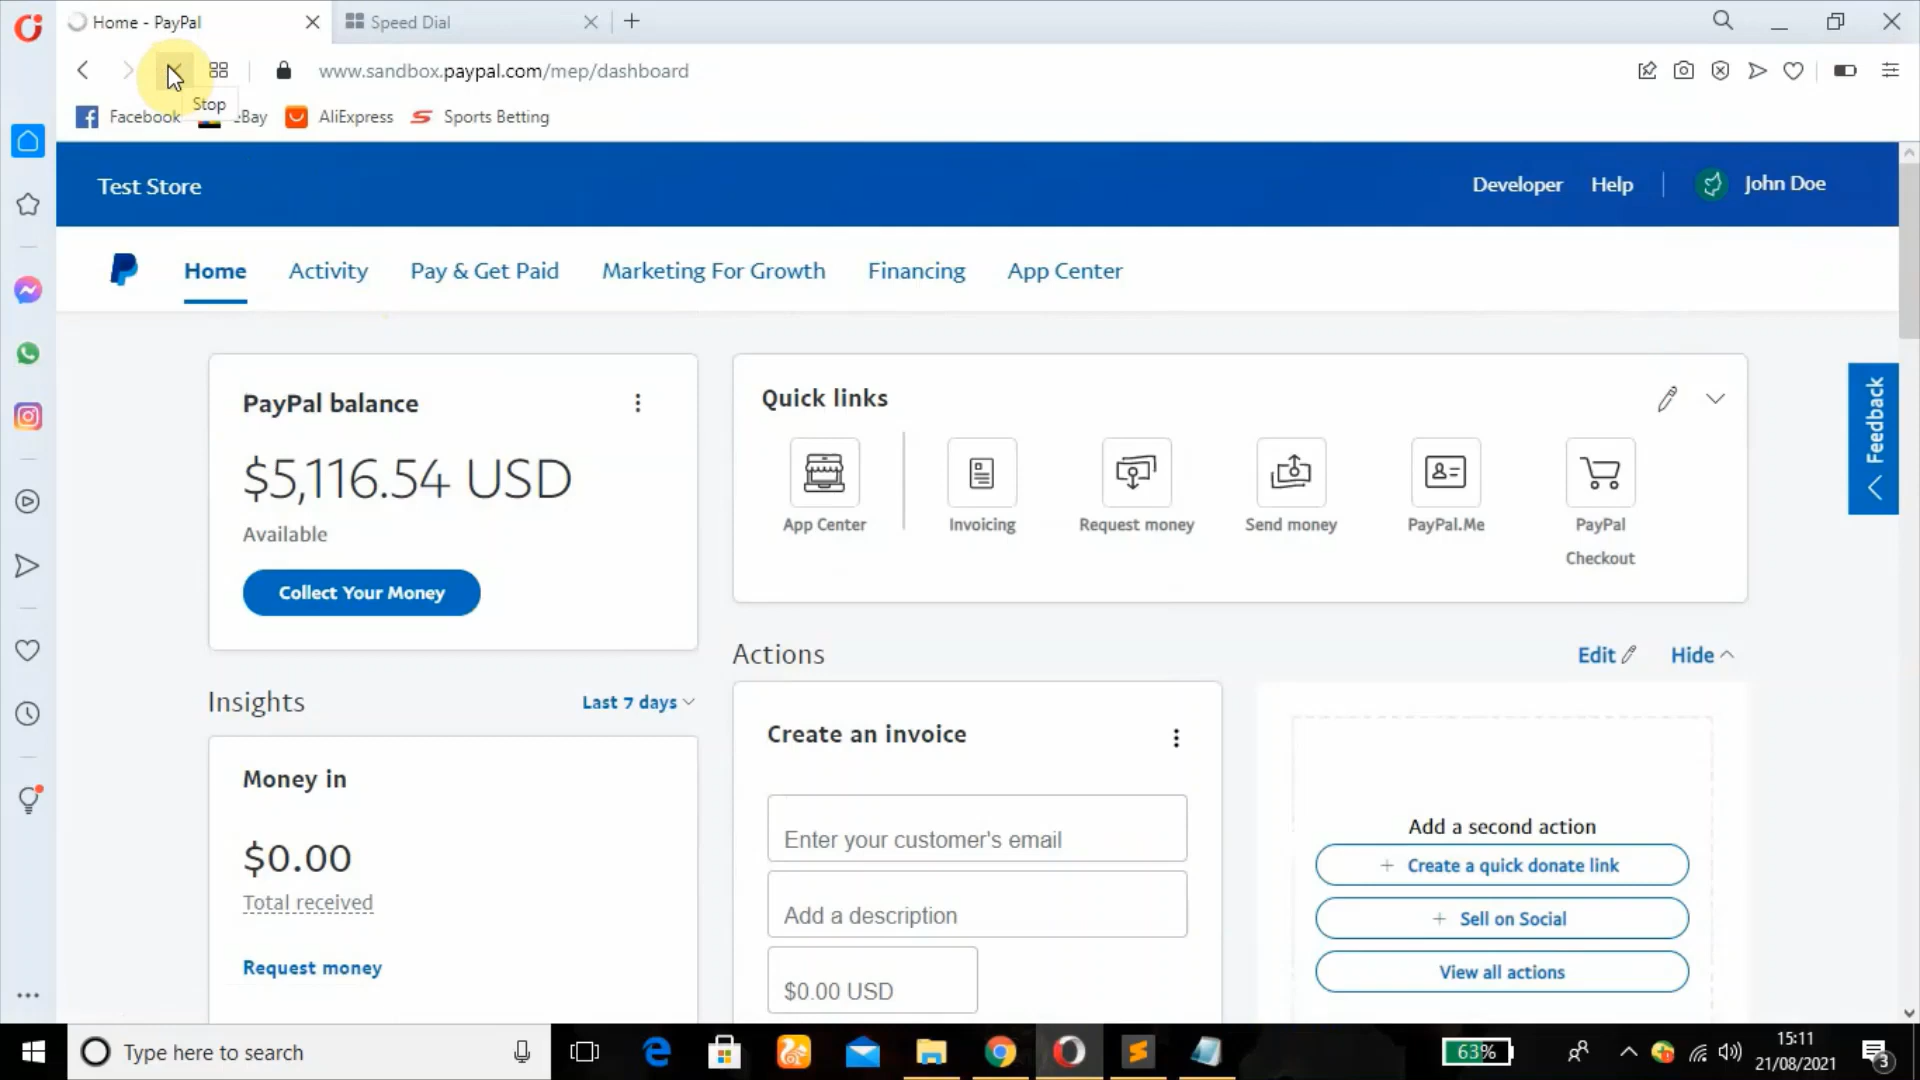 Home - PayPal
Speed Dial
www.sandbox.paypal.com/mep/dashboard
Stop
Facebook
eBay
AliExpress
Sports Betting
Test Store
Developer
Help
John Doe
Home
Activity
Pay & Get Paid
Marketing For Growth
Financing
App Center
PayPal balance
$5,116.54 USD
Available
Collect Your Money
Quick links
App Center
Invoicing
Request money
Send money
PayPal.Me
PayPal
Checkout
Feedback
Insights
Last 7 days
Money in
$0.00
Total received
Request money
Actions
Edit
Hide
Create an invoice
Enter your customer's email
Add a description
$0.00 USD
Add a second action
+ Create a quick donate link
+ Sell on Social
View all actions
Type here to search
63%
15:11
21/08/2021
3